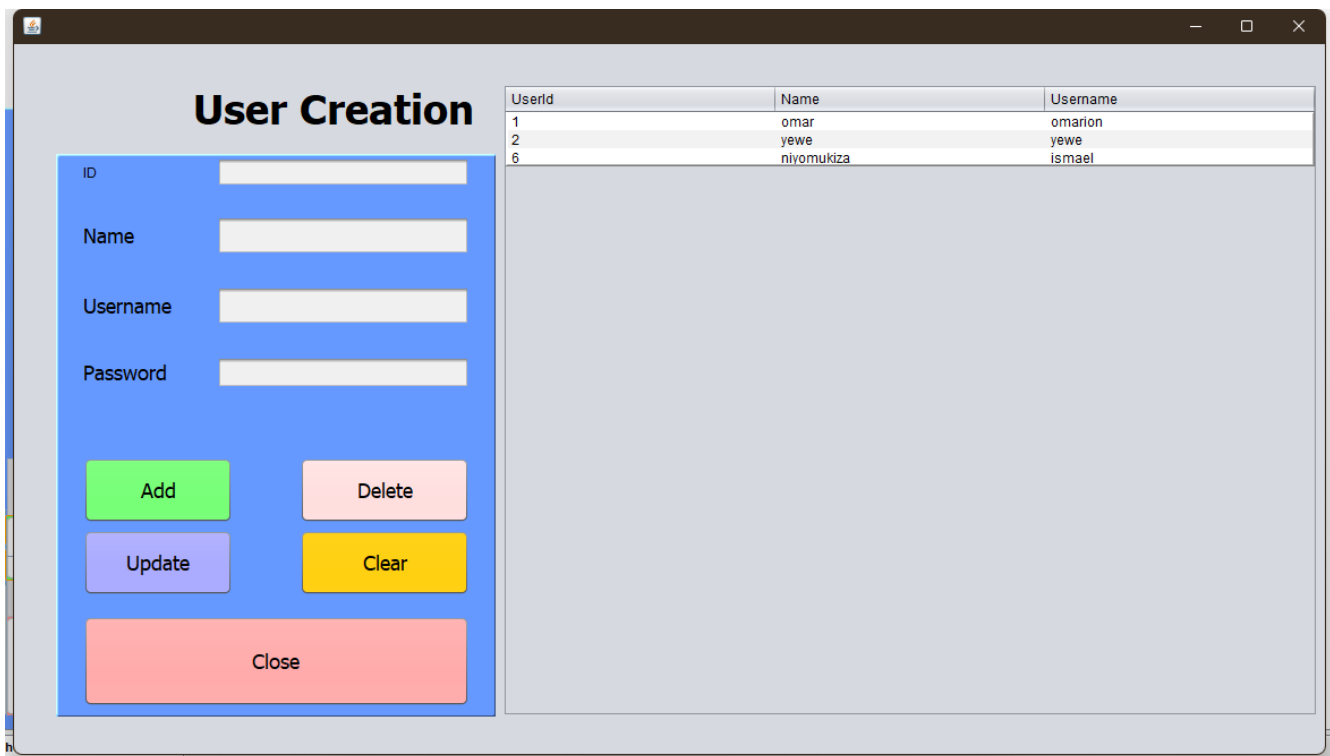 User Creation
ID
Name
Username
Password
Add
Delete
Update
Clear
Close
UserId Name Username
1 omar omarion
2 yewe yewe
6 niyomukiza ismael
h